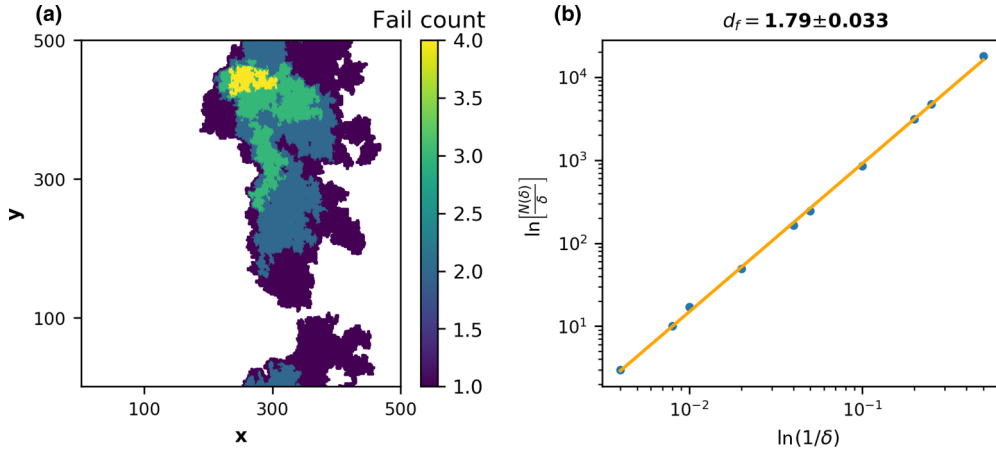 (a)
Fail count
500
300
100
y
100
300
500
x
4.0
3.5
3.0
2.5
2.0
1.5
1.0
(b)
d_f = 1.79±0.033
10^4
10^3
10^2
10^1
ln[N(δ)/δ]
10^-2
10^-1
ln(1/δ)